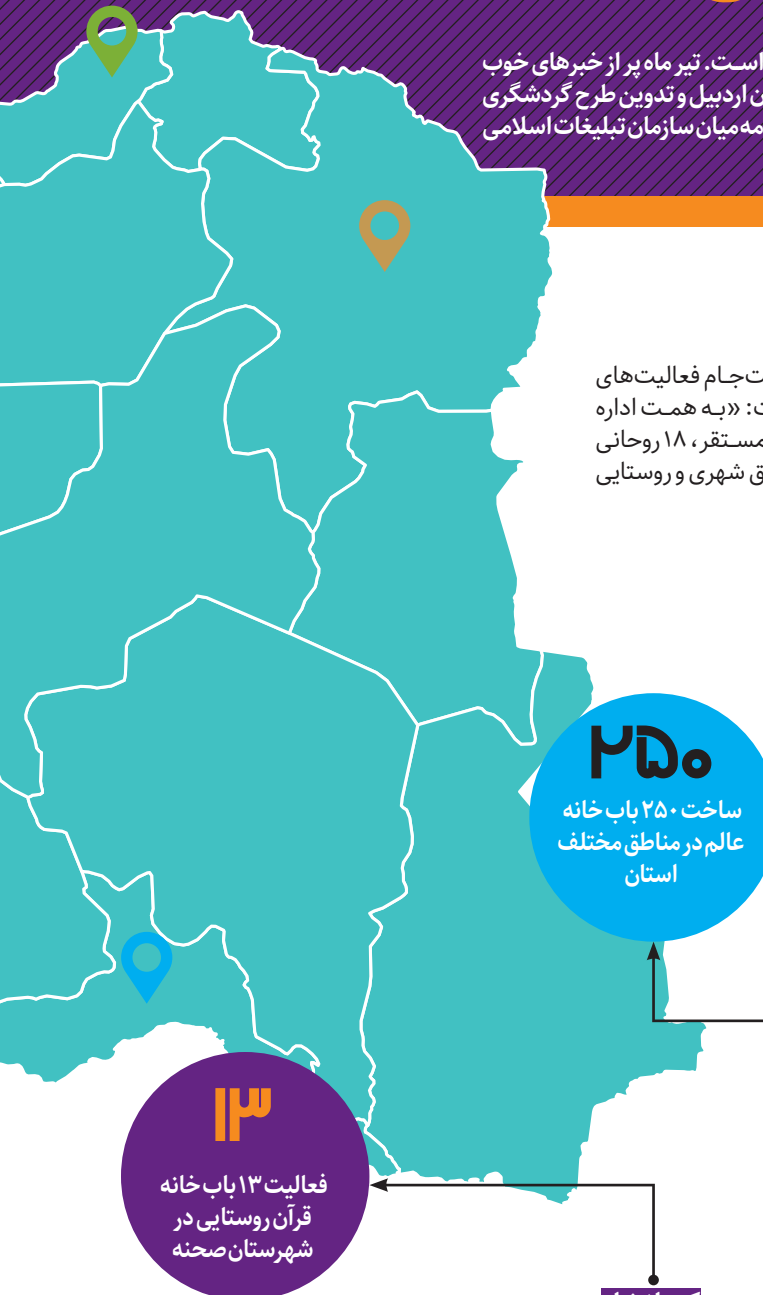 است. تیر ماه پر از خبرهای خوب
اردبیل و تدوین طرح گردشگری
میان سازمان تبلیغات اسلامی
فعالیت‌های
«به همت اداره
مستقر، ۱۸ روحانی
شهری و روستایی
۲۵۰
ساخت ۲۵۰ باب خانه
عالم در مناطق مختلف
استان
۱۳
فعالیت ۱۳ باب خانه
قرآن روستایی در
شهرستان صحنه